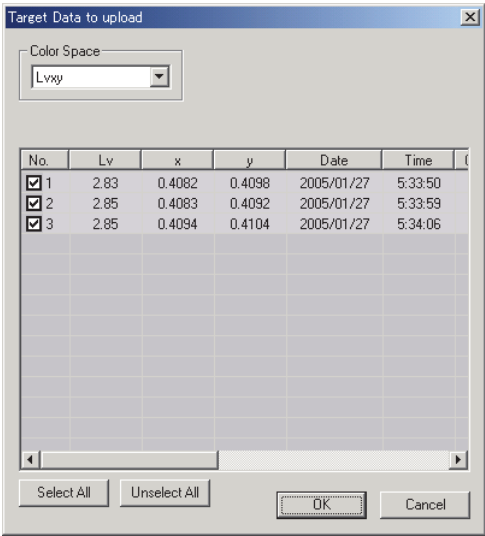 Target Data to upload
Color Space
Lvxy
No. Lv x y Date Time
1 2.83 0.4082 0.4098 2005/01/27 5:33:50
2 2.85 0.4083 0.4092 2005/01/27 5:33:59
3 2.85 0.4094 0.4104 2005/01/27 5:34:06
Select All Unselect All OK Cancel